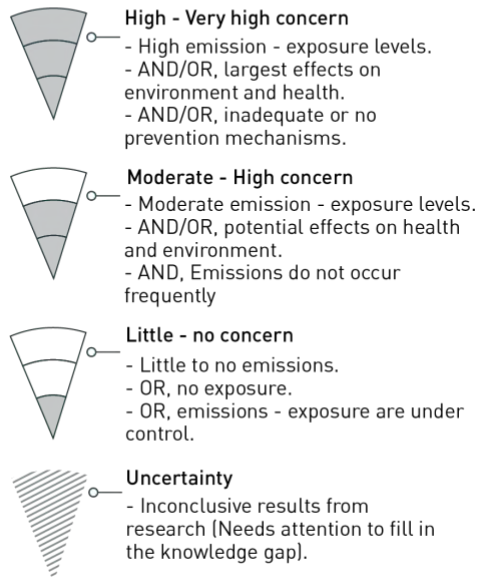 High - Very high concern
- High emission - exposure levels.
- AND/OR, largest effects on
environment and health.
- AND/OR, inadequate or no
prevention mechanisms.
Moderate - High concern
- Moderate emission - exposure levels.
- AND/OR, potential effects on health
and environment.
- AND, Emissions do not occur
frequently
Little - no concern
- Little to no emissions.
- OR, no exposure.
- OR, emissions - exposure are under
control.
Uncertainty
- Inconclusive results from
research (Needs attention to fill in
the knowledge gap).